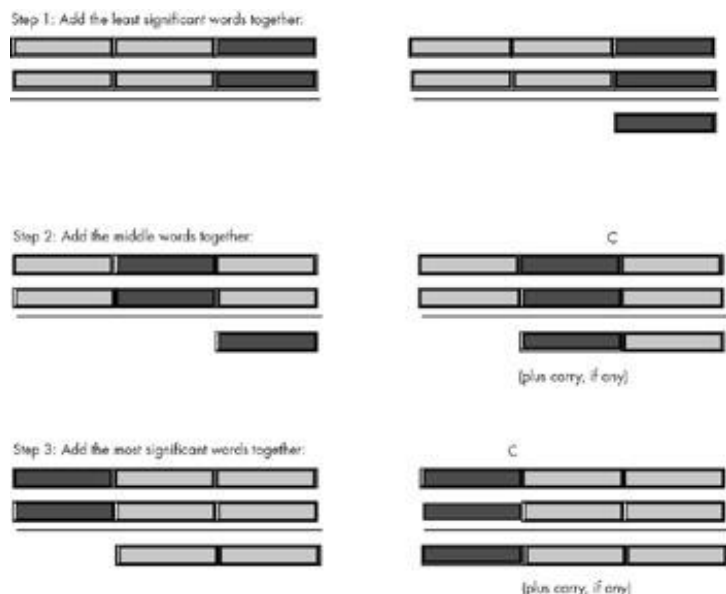 Step 1: Add the least significant words together:
Step 2: Add the middle words together:
C
(plus carry, if any)
Step 3: Add the most significant words together:
C
(plus carry, if any)